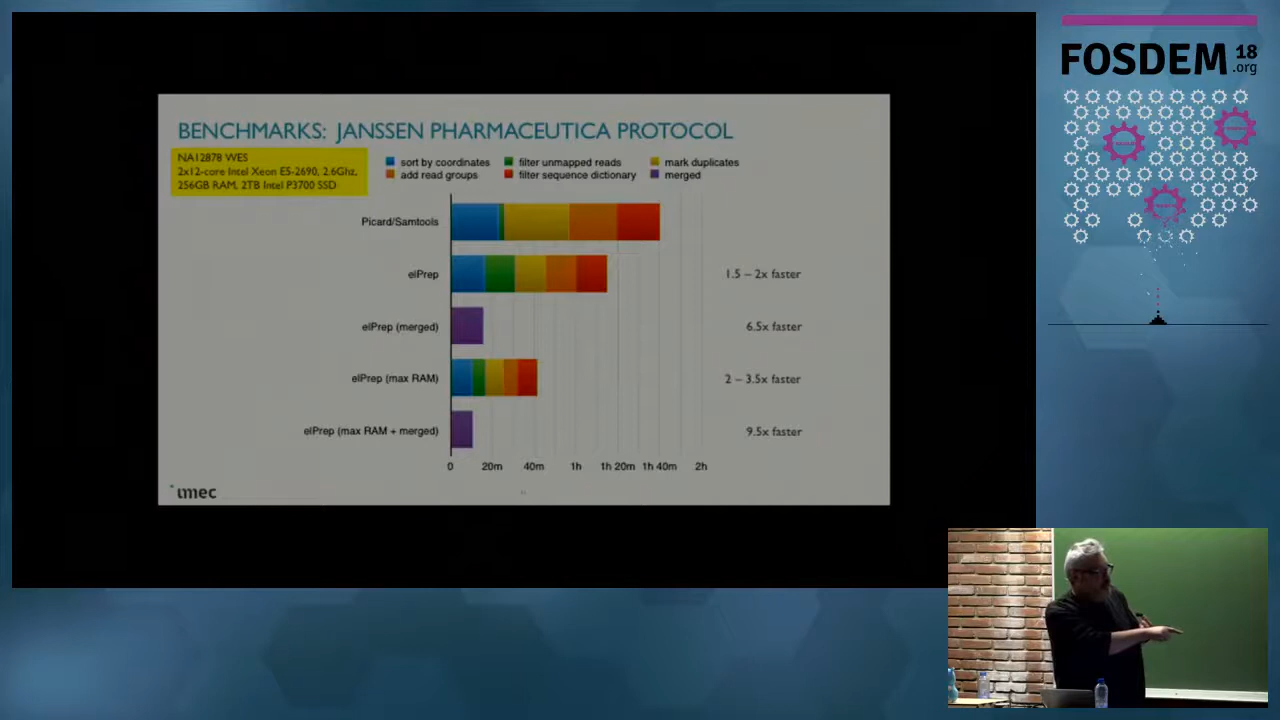 FOSDEM 18
.org
BENCHMARKS: JANSSEN PHARMACEUTICA PROTOCOL
NA12878 WES
2x12-core Intel Xeon E5-2690, 2.6Ghz,
256GB RAM, 2TB Intel P3700 SSD
sort by coordinates filter unmapped reads mark duplicates
add read groups filter sequence dictionary merged
Picard/Samtools
elPrep 1.5 – 2x faster
elPrep (merged) 6.5x faster
elPrep (max RAM) 2 – 3.5x faster
elPrep (max RAM + merged) 9.5x faster
0 20m 40m 1h 1h 20m 1h 40m 2h
imec